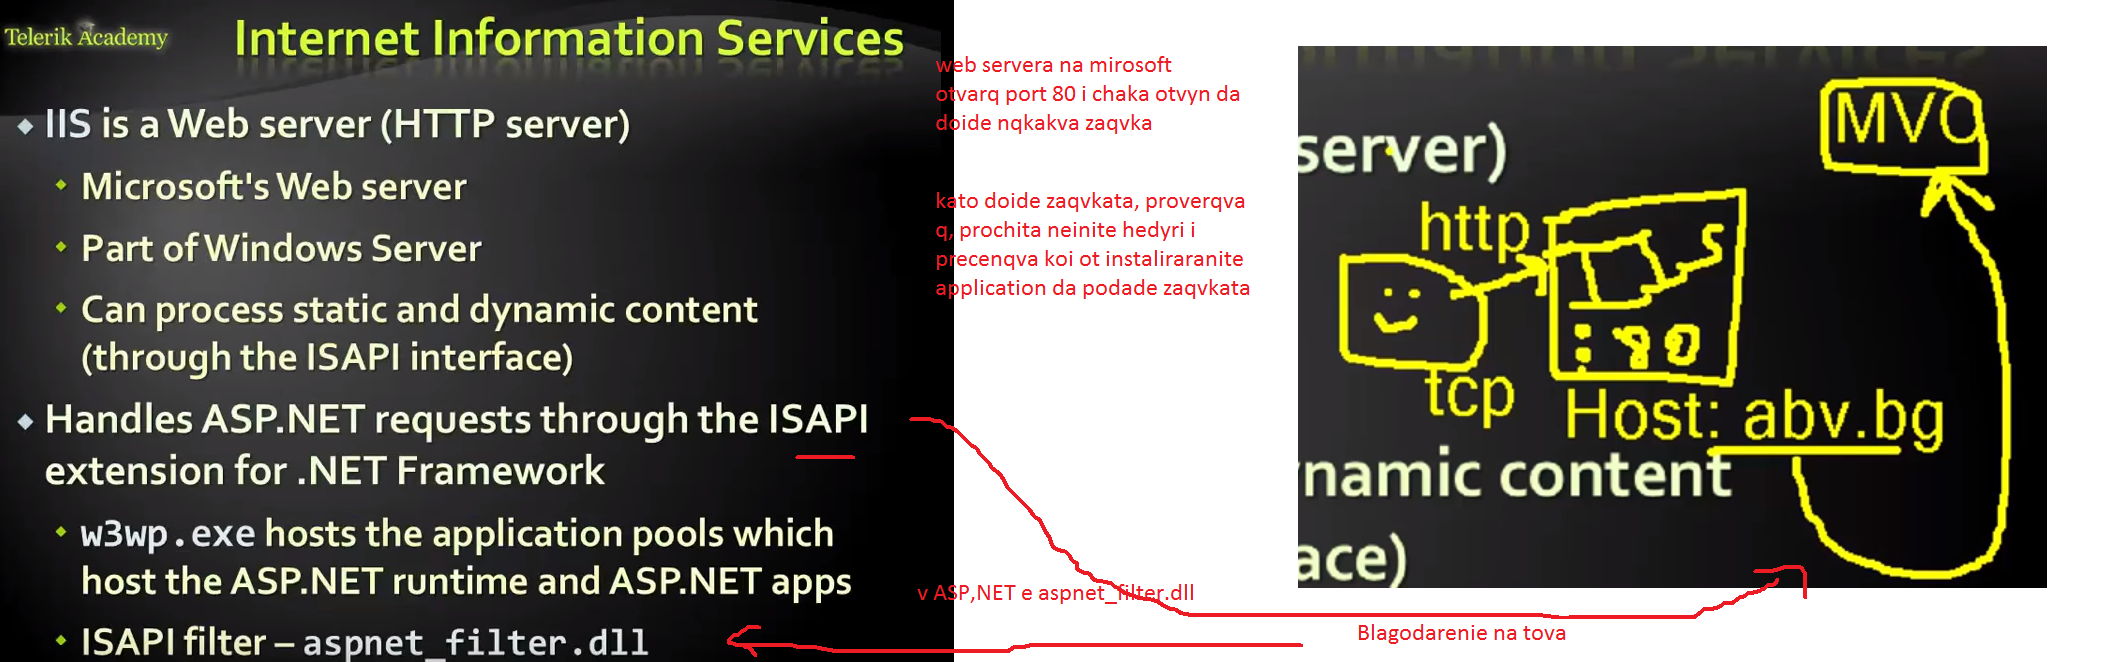 Telerik Academy
Internet Information Services
IIS is a Web server (HTTP server)
Microsoft's Web server
Part of Windows Server
Can process static and dynamic content
(through the ISAPI interface)
Handles ASP.NET requests through the ISAPI
extension for .NET Framework
w3wp.exe hosts the application pools which
host the ASP.NET runtime and ASP.NET apps
ISAPI filter – aspnet_filter.dll
web servera na mirosoft
otvarq port 80 i chaka otvyn da
doide nqkakva zaqvka
kato doide zaqvkata, proverqva
q, prochita neinite hedyri i
precenqva koi ot instaliraranite
application da podade zaqvkata
v ASP,NET e aspnet_filter.dll
Blagodarenie na tova
MVC
server)
http
S
: 80
tcp
Host: abv.bg
namic content
ace)